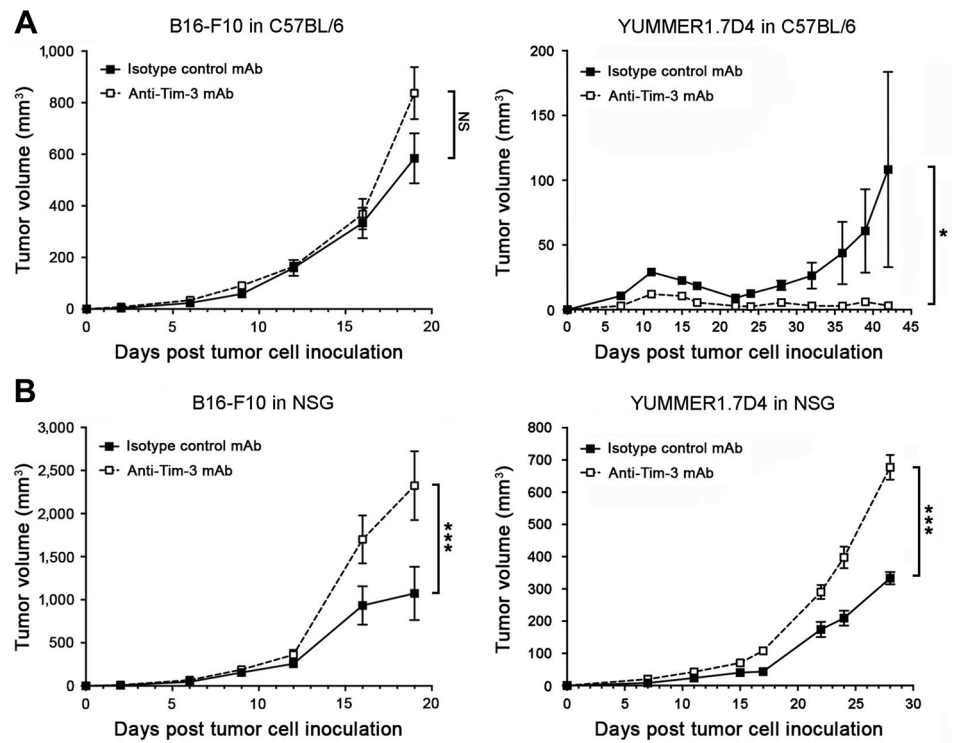 A
B16-F10 in C57BL/6
1,000
800
600
400
200
0
Tumor volume (mm³)
Isotype control mAb
Anti-Tim-3 mAb
NS
0 5 10 15 20
Days post tumor cell inoculation
YUMMER1.7D4 in C57BL/6
200
150
100
50
0
Tumor volume (mm³)
Isotype control mAb
Anti-Tim-3 mAb
*
0 5 10 15 20 25 30 35 40 45
Days post tumor cell inoculation
B
B16-F10 in NSG
3,000
2,500
2,000
1,500
1,000
500
0
Tumor volume (mm³)
Isotype control mAb
Anti-Tim-3 mAb
***
0 5 10 15 20
Days post tumor cell inoculation
YUMMER1.7D4 in NSG
800
700
600
500
400
300
200
100
0
Tumor volume (mm³)
Isotype control mAb
Anti-Tim-3 mAb
***
0 5 10 15 20 25 30
Days post tumor cell inoculation